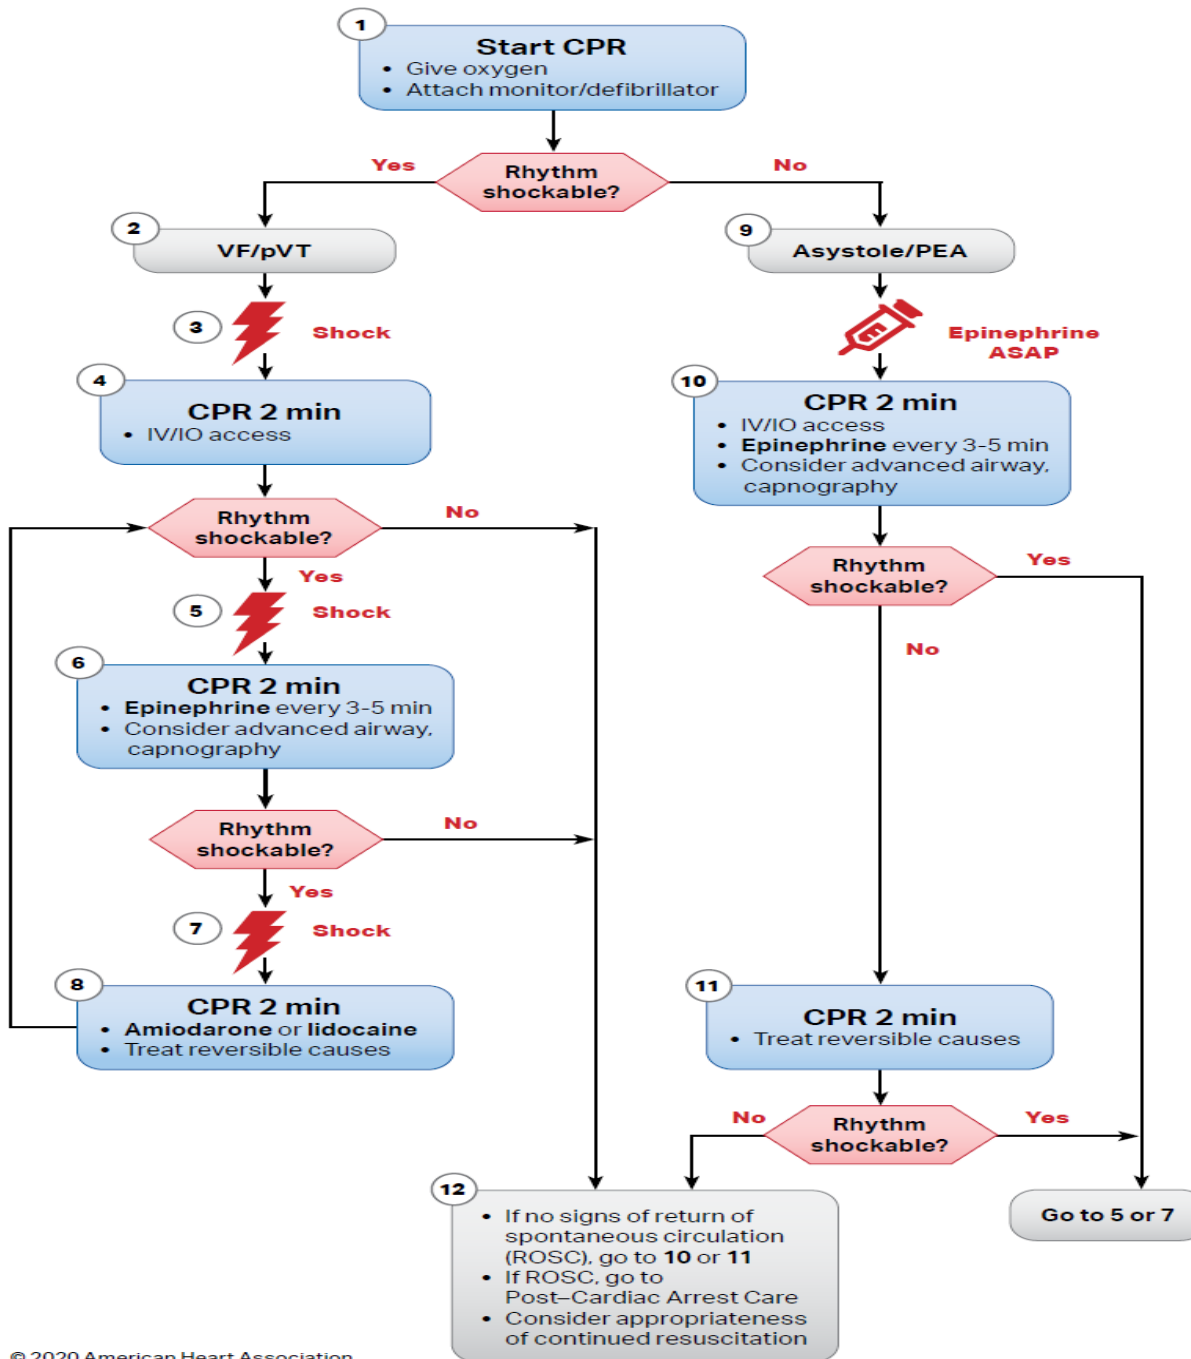 1
Start CPR
• Give oxygen
• Attach monitor/defibrillator
Yes
Rhythm
shockable?
No
2
VF/pVT
9
Asystole/PEA
3
Shock
E
Epinephrine
ASAP
4
CPR 2 min
• IV/IO access
10
CPR 2 min
• IV/IO access
• Epinephrine every 3-5 min
• Consider advanced airway,
capnography
Rhythm
shockable?
No
Yes
Rhythm
shockable?
Yes
No
5
Shock
6
CPR 2 min
• Epinephrine every 3-5 min
• Consider advanced airway,
capnography
Rhythm
shockable?
No
Yes
7
Shock
8
CPR 2 min
• Amiodarone or lidocaine
• Treat reversible causes
11
CPR 2 min
• Treat reversible causes
No
Rhythm
shockable?
Yes
12
• If no signs of return of
spontaneous circulation
(ROSC), go to 10 or 11
• If ROSC, go to
Post–Cardiac Arrest Care
• Consider appropriateness
of continued resuscitation
Go to 5 or 7
© 2020 American Heart Association